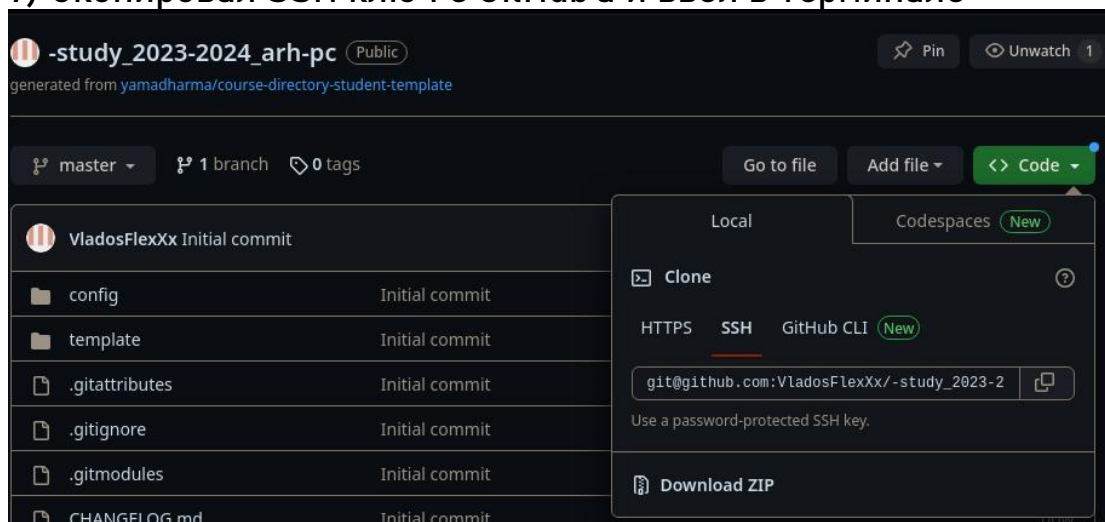 -study_2023-2024_arh-pc Public
Pin
Unwatch 1
generated from yamadharma/course-directory-student-template
master
1 branch
0 tags
Go to file
Add file
<> Code
VladosFlexXx Initial commit
config Initial commit
template Initial commit
.gitattributes Initial commit
.gitignore Initial commit
.gitmodules Initial commit
CHANGELOG.md Initial commit
Local
Codespaces New
Clone
HTTPS SSH GitHub CLI New
git@github.com:VladosFlexXx/-study_2023-2
Use a password-protected SSH key.
Download ZIP